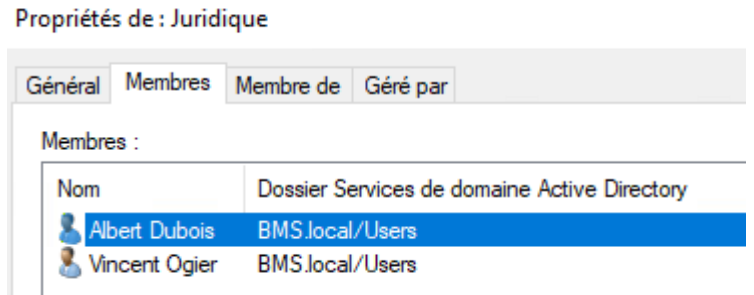 Propriétés de : Juridique
Général Membres Membre de Géré par
Membres :
Nom Dossier Services de domaine Active Directory
Albert Dubois BMS.local/Users
Vincent Ogier BMS.local/Users